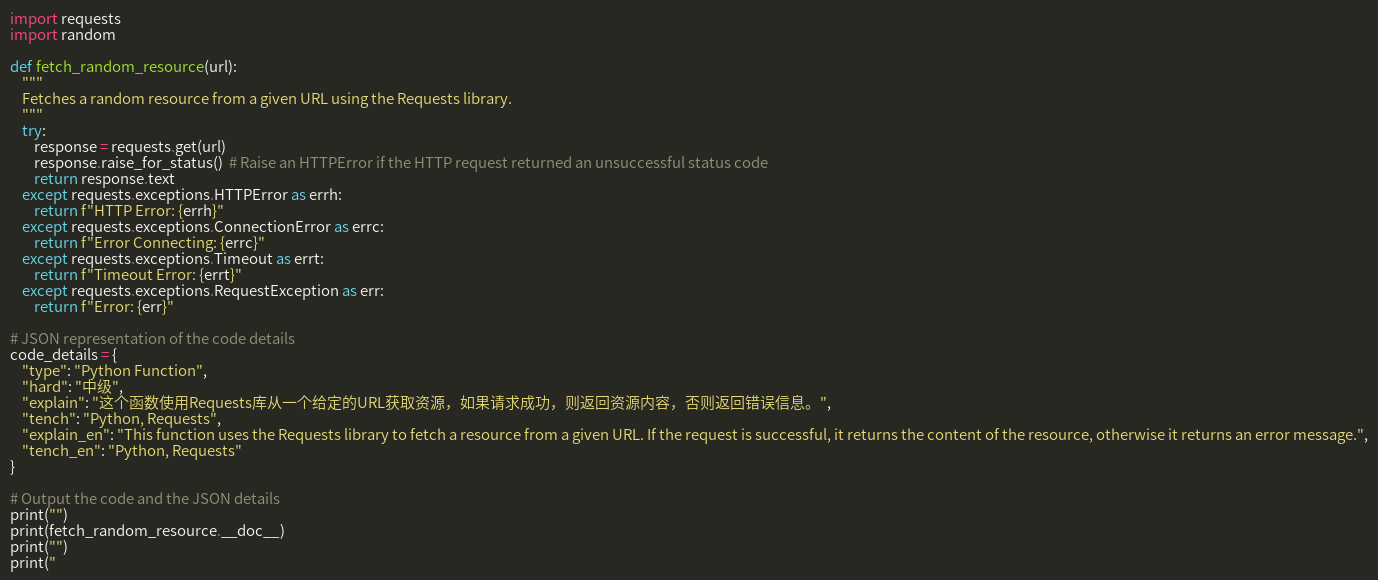 import requests
import random
def fetch_random_resource(url):
"""
Fetches a random resource from a given URL using the Requests library.
"""
try:
response = requests.get(url)
response.raise_for_status()  # Raise an HTTPError if the HTTP request returned an unsuccessful status code
return response.text
except requests.exceptions.HTTPError as errh:
return f"HTTP Error: {errh}"
except requests.exceptions.ConnectionError as errc:
return f"Error Connecting: {errc}"
except requests.exceptions.Timeout as errt:
return f"Timeout Error: {errt}"
except requests.exceptions.RequestException as err:
return f"Error: {err}"
# JSON representation of the code details
code_details = {
"type": "Python Function",
"hard": "中级",
"explain": "这个函数使用Requests库从一个给定的URL获取资源，如果请求成功，则返回资源内容，否则返回错误信息。",
"tench": "Python, Requests",
"explain_en": "This function uses the Requests library to fetch a resource from a given URL. If the request is successful, it returns the content of the resource, otherwise it returns an error message.",
"tench_en": "Python, Requests"
}
# Output the code and the JSON details
print("")
print(fetch_random_resource.__doc__)
print("")
print("